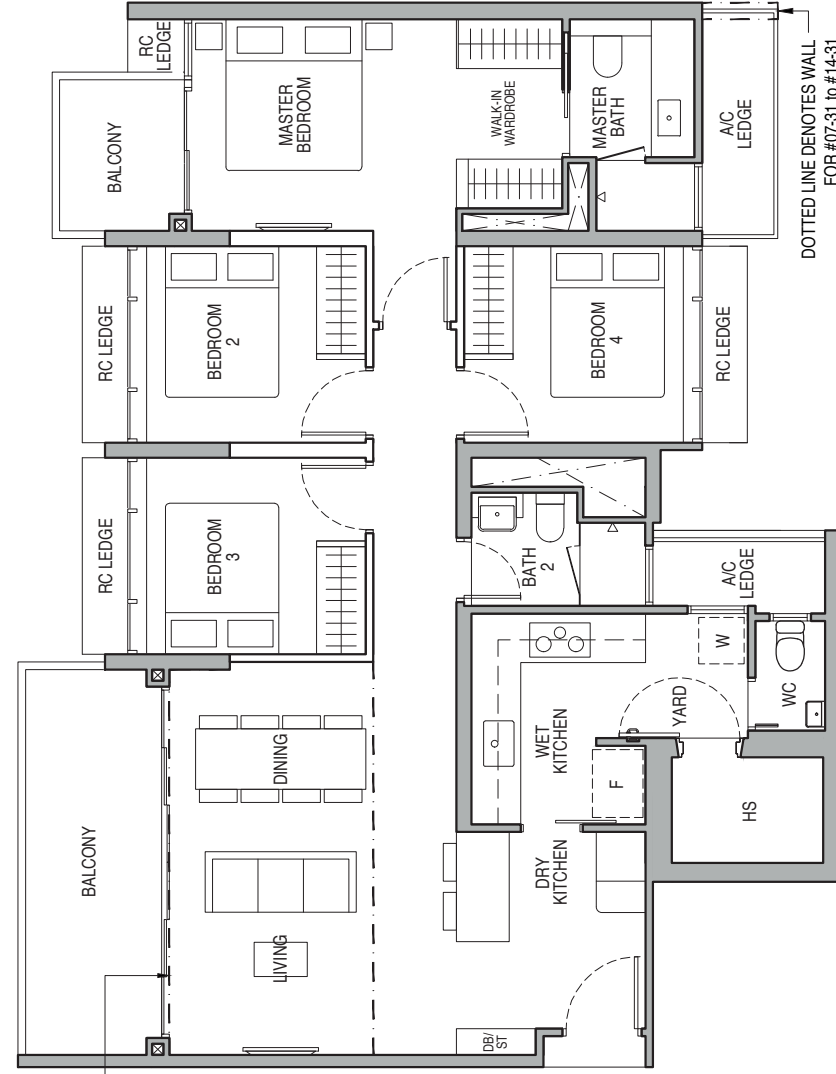 RC
LEDGE
BALCONY
MASTER
BEDROOM
WALK-IN
WARDROBE
MASTER
BATH
A/C
LEDGE
DOTTED LINE DENOTES WALL
FOR #07-31 to #14-31
RC LEDGE
BEDROOM
2
BEDROOM
4
RC LEDGE
RC LEDGE
BEDROOM
3
BATH
2
A/C
LEDGE
BALCONY
DINING
LIVING
WET
KITCHEN
YARD
W
WC
F
HS
DRY
KITCHEN
DB/
ST